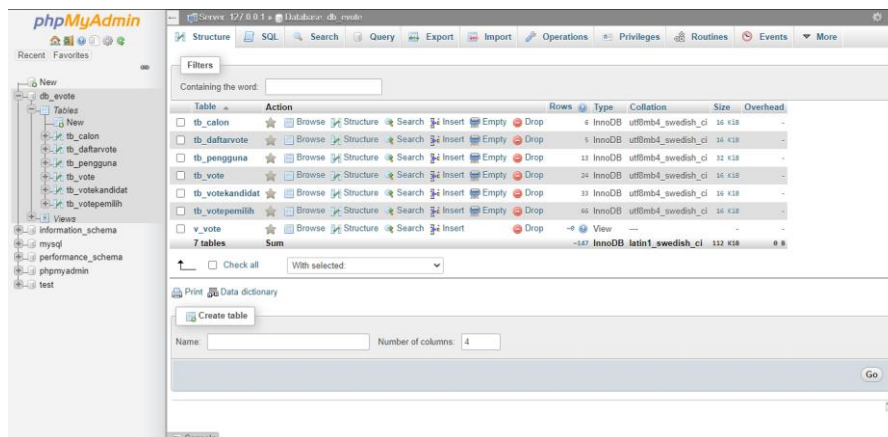 phpMyAdmin
Recent Favorites
New
db_evote
Tables
New
tb_calon
tb_daftarvote
tb_pengguna
tb_vote
tb_votekandidat
tb_votepemilih
Views
information_schema
mysql
performance_schema
phpmyadmin
test
Server: 127.0.0.1 » Database: db_evote
Structure SQL Search Query Export Import Operations Privileges Routines Events More
Filters
Containing the word:
Table Action Rows Type Collation Size Overhead
tb_calon Browse Structure Search Insert Empty Drop 6 InnoDB utf8mb4_swedish_ci 16 KiB -
tb_daftarvote Browse Structure Search Insert Empty Drop 5 InnoDB utf8mb4_swedish_ci 16 KiB -
tb_pengguna Browse Structure Search Insert Empty Drop 13 InnoDB utf8mb4_swedish_ci 32 KiB -
tb_vote Browse Structure Search Insert Empty Drop 24 InnoDB utf8mb4_swedish_ci 16 KiB -
tb_votekandidat Browse Structure Search Insert Empty Drop 33 InnoDB utf8mb4_swedish_ci 16 KiB -
tb_votepemilih Browse Structure Search Insert Empty Drop 66 InnoDB utf8mb4_swedish_ci 16 KiB -
v_vote Browse Structure Search Insert Drop ~0 View --- - -
7 tables Sum ~147 InnoDB latin1_swedish_ci 112 KiB 0 B
Check all With selected:
Print Data dictionary
Create table
Name: Number of columns: 4
Go
Console